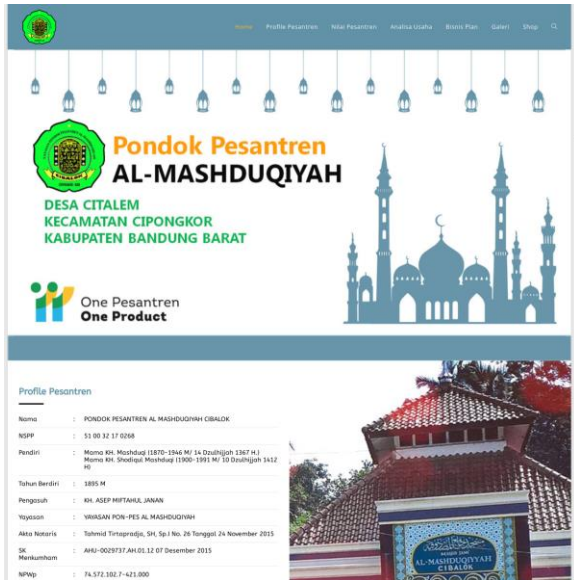 Home Profile Pesantren Nilai Pesantren Analisa Usaha Bisnis Plan Galeri Shop
Pondok Pesantren
AL-MASHDUQIYAH
DESA CITALEM
KECAMATAN CIPONGKOR
KABUPATEN BANDUNG BARAT
One Pesantren
One Product
Profile Pesantren
Nama : PONDOK PESANTREN AL MASHDUQIYAH CIBALOK
NSPP : 51 00 32 17 0268
Pendiri : Mama KH. Mashduqi (1870-1946 M/ 14 Dzulhijjah 1367 H.)
Mama KH. Shodiqul Mashduqi (1900-1991 M/ 10 Dzulhijjah 1412
H)
Tahun Berdiri : 1895 M
Pengasuh : KH. ASEP MIFTAHUL JANAN
Yayasan : YAYASAN PON-PES AL MASHDUQIYAH
Akta Notaris : Tahmid Tirtapradja, SH, Sp.I No. 26 Tanggal 24 November 2015
SK : AHU-0029737.AH.01.12 07 Desember 2015
Menkumham
NPWp : 74.572.102.7-421.000
AL-MASHDUQIYYAH
CIBALOK